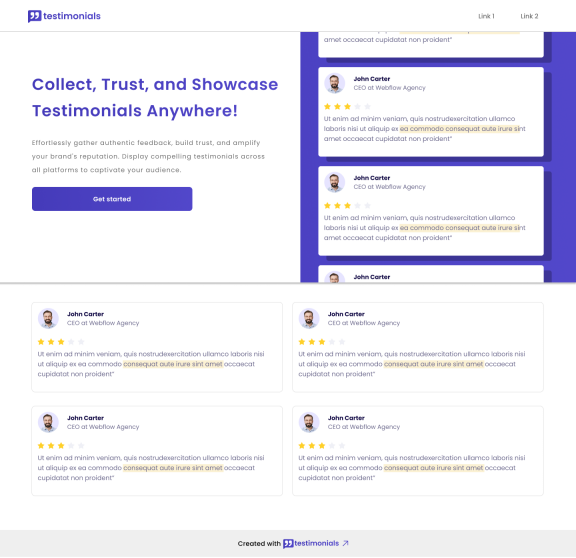 testimonials
Link 1
Link 2
Collect, Trust, and Showcase
Testimonials Anywhere!
Effortlessly gather authentic feedback, build trust, and amplify
your brand's reputation. Display compelling testimonials across
all platforms to captivate your audience.
Get started
amet occaecat cupidatat non proident"
John Carter
CEO at Webflow Agency
Ut enim ad minim veniam, quis nostrudexercitation ullamco
laboris nisi ut aliquip ex ea commodo consequat aute irure sint
amet occaecat cupidatat non proident"
John Carter
CEO at Webflow Agency
Ut enim ad minim veniam, quis nostrudexercitation ullamco
laboris nisi ut aliquip ex ea commodo consequat aute irure sint
amet occaecat cupidatat non proident"
John Carter
John Carter
CEO at Webflow Agency
Ut enim ad minim veniam, quis nostrudexercitation ullamco laboris nisi
ut aliquip ex ea commodo consequat aute irure sint amet occaecat
cupidatat non proident"
John Carter
CEO at Webflow Agency
Ut enim ad minim veniam, quis nostrudexercitation ullamco laboris nisi
ut aliquip ex ea commodo consequat aute irure sint amet occaecat
cupidatat non proident"
John Carter
CEO at Webflow Agency
Ut enim ad minim veniam, quis nostrudexercitation ullamco laboris nisi
ut aliquip ex ea commodo consequat aute irure sint amet occaecat
cupidatat non proident"
John Carter
CEO at Webflow Agency
Ut enim ad minim veniam, quis nostrudexercitation ullamco laboris nisi
ut aliquip ex ea commodo consequat aute irure sint amet occaecat
cupidatat non proident"
Created with testimonials